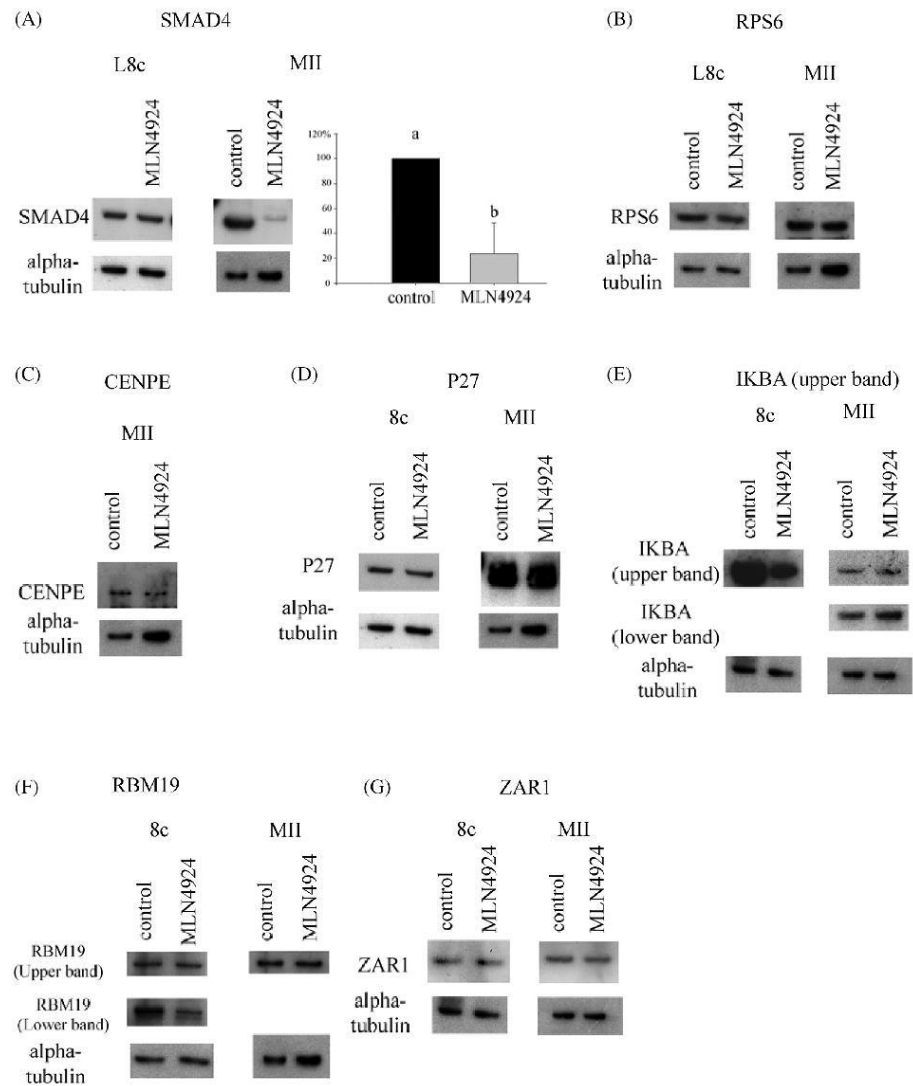 (A) SMAD4
L8c MII
MLN4924
control
MLN4924
SMAD4
alpha-
tubulin
120%
100
80
60
40
20
0
a
b
control MLN4924
(B) RPS6
L8c MII
control
MLN4924
control
MLN4924
RPS6
alpha-
tubulin
(C) CENPE
MII
control
MLN4924
CENPE
alpha-
tubulin
(D) P27
8c MII
control
MLN4924
control
MLN4924
P27
alpha-
tubulin
(E) IKBA (upper band)
8c MII
control
MLN4924
control
MLN4924
IKBA
(upper band)
IKBA
(lower band)
alpha-
tubulin
(F) RBM19
8c MII
control
MLN4924
control
MLN4924
RBM19
(Upper band)
RBM19
(Lower band)
alpha-
tubulin
(G) ZAR1
8c MII
control
MLN4924
control
MLN4924
ZAR1
alpha-
tubulin